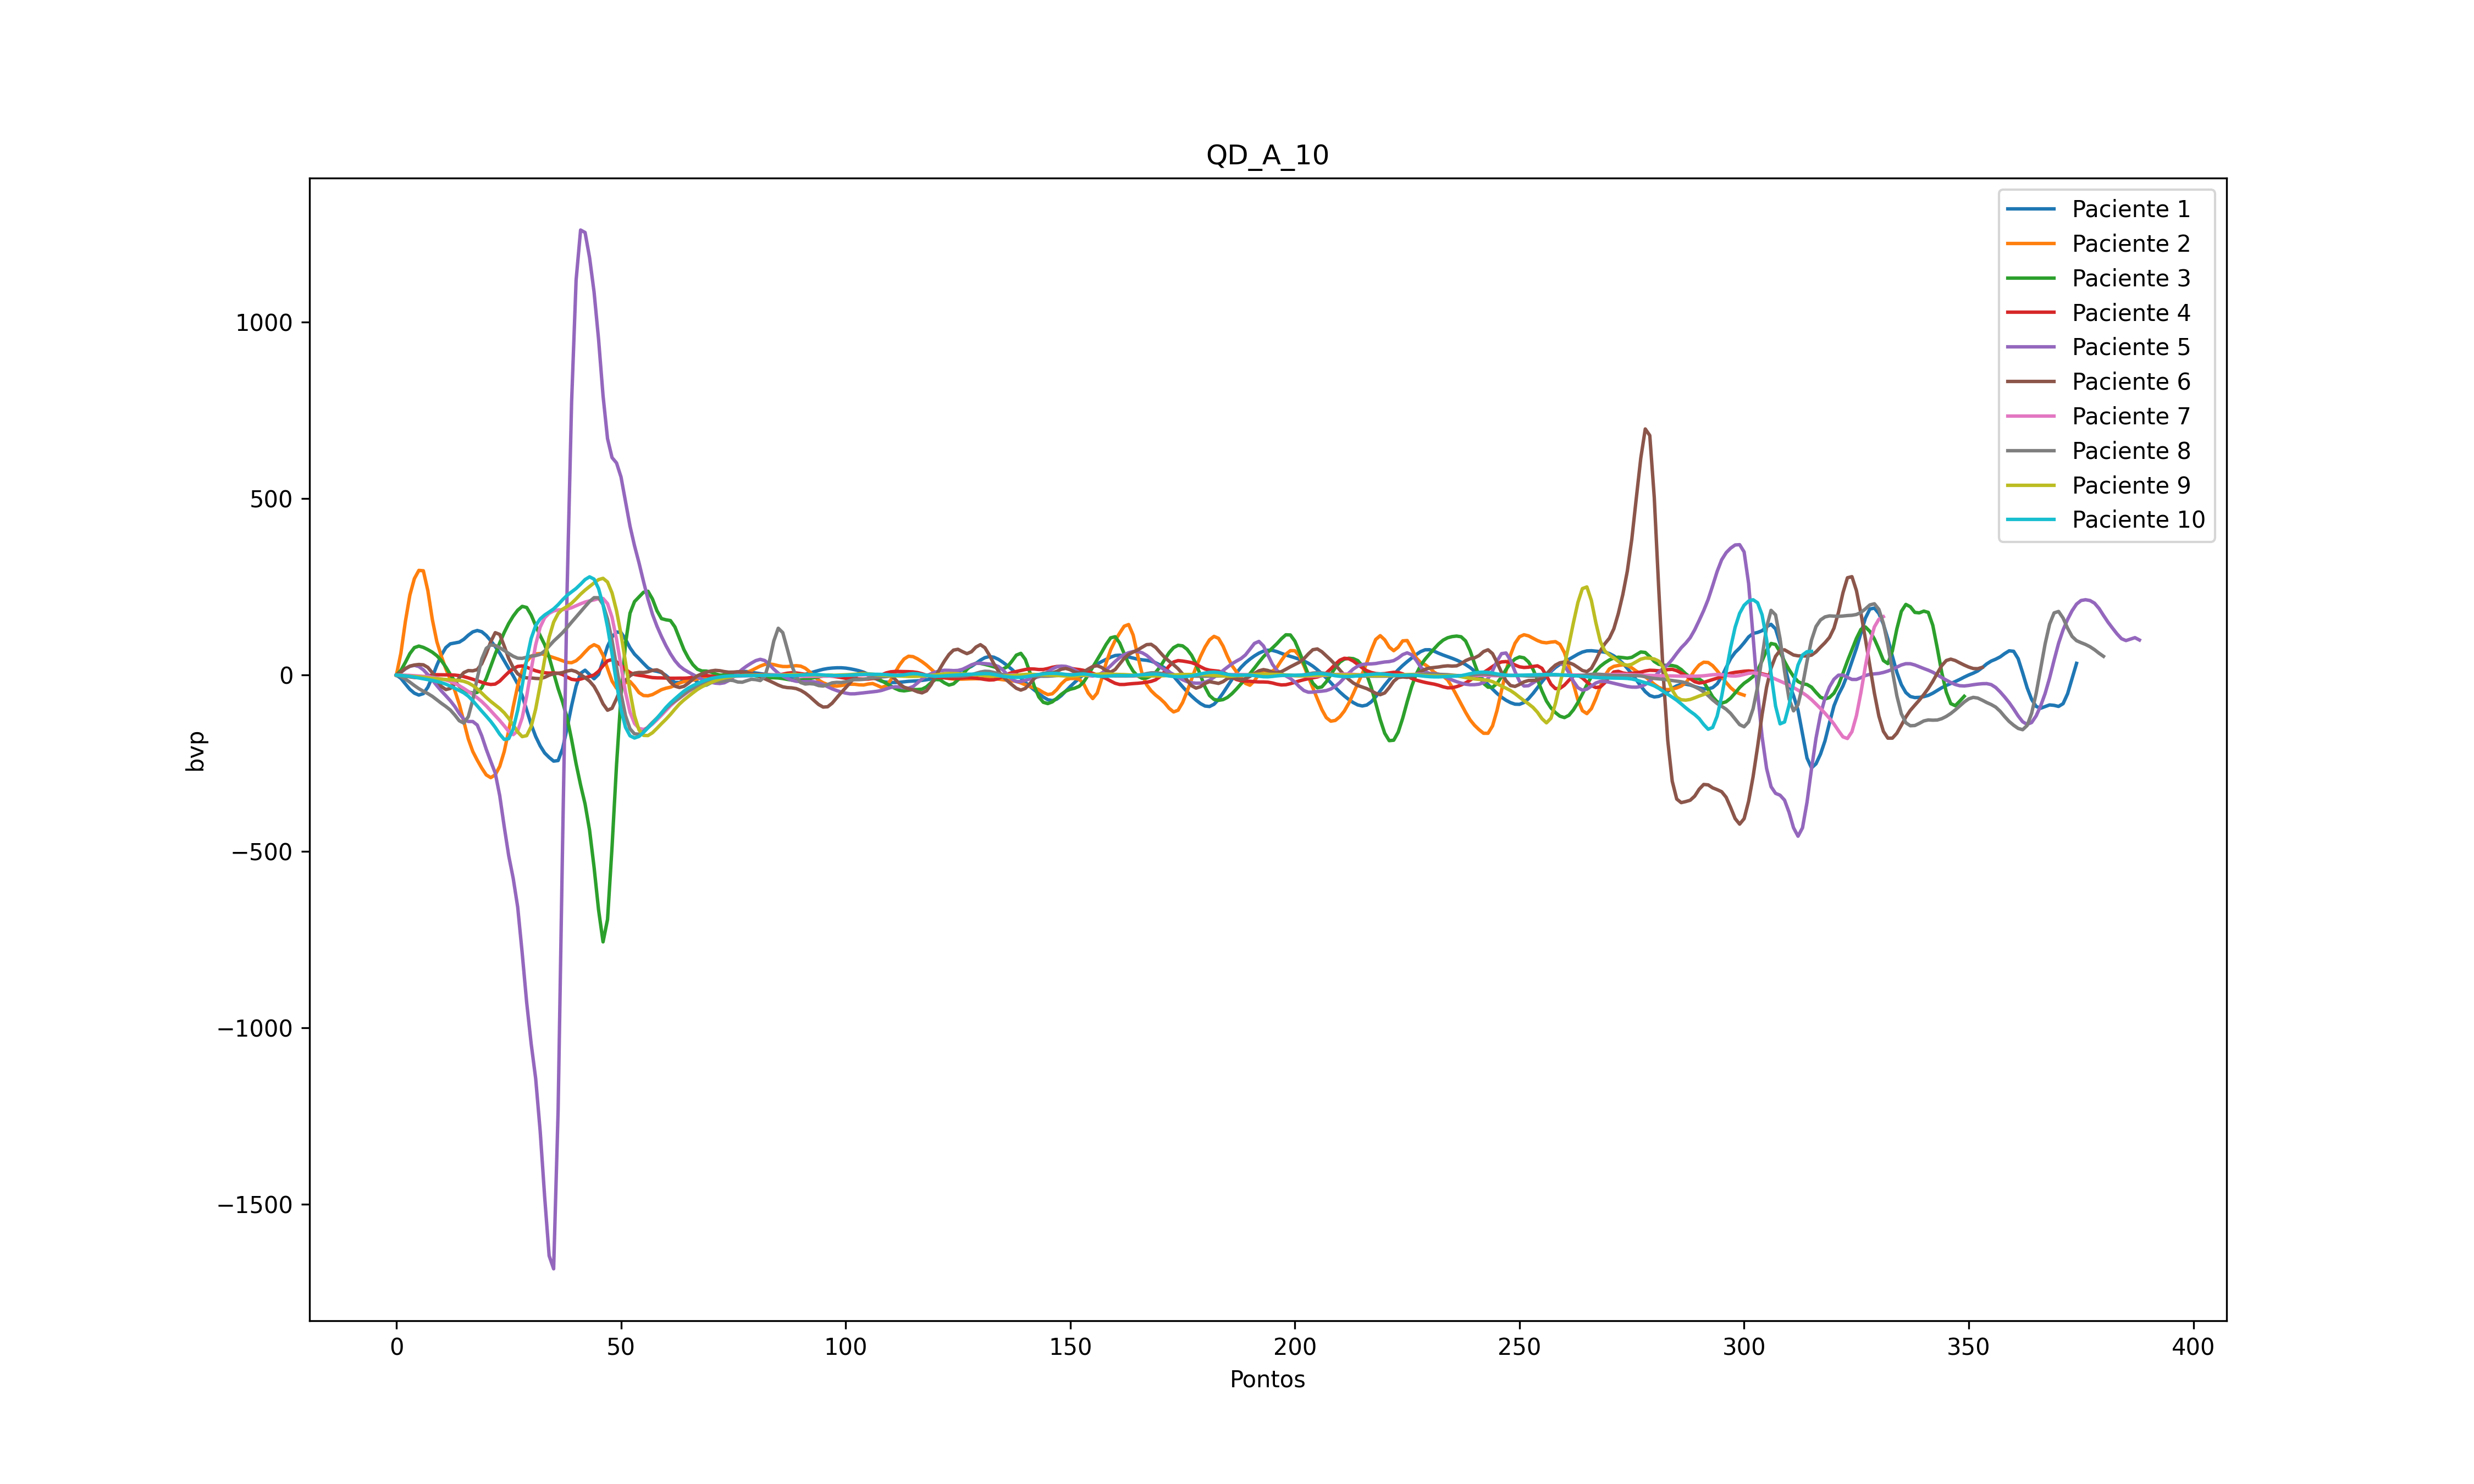 QD_A_10
Paciente 1
Paciente 2
Paciente 3
Paciente 4
Paciente 5
Paciente 6
Paciente 7
Paciente 8
Paciente 9
Paciente 10
1000
500
0
−500
−1000
−1500
bvp
0 50 100 150 200 250 300 350 400
Pontos